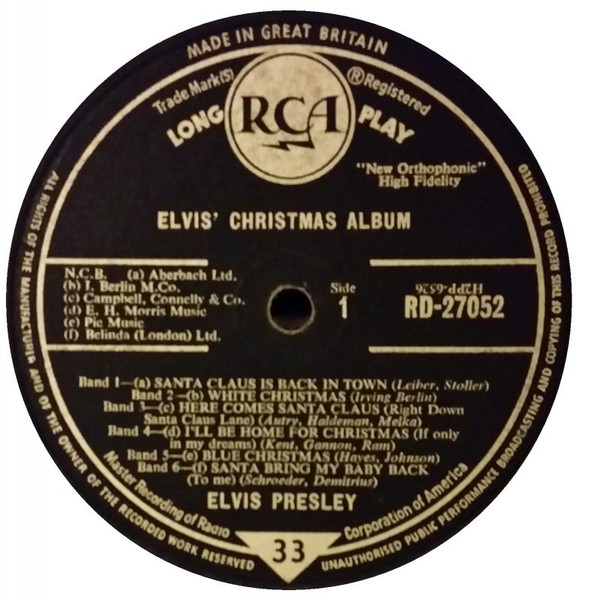 MADE IN GREAT BRITAIN
Trade Mark(S) ® Registered
LONG RCA PLAY
"New Orthophonic"
High Fidelity
ELVIS' CHRISTMAS ALBUM
N.C.B. (a) Aberbach Ltd.
(b) I. Berlin M.Co.
(c) Campbell, Connelly & Co.
(d) E. H. Morris Music
(e) Pic Music
(f) Belinda (London) Ltd.
Side
1
H2PP-6526
RD-27052
Band 1—(a) SANTA CLAUS IS BACK IN TOWN (Leiber, Stoller)
Band 2—(b) WHITE CHRISTMAS (Irving Berlin)
Band 3—(c) HERE COMES SANTA CLAUS (Right Down
Santa Claus Lane) (Autry, Haldeman, Melka)
Band 4—(d) I'LL BE HOME FOR CHRISTMAS (If only
in my dreams) (Kent, Gannon, Ram)
Band 5—(e) BLUE CHRISTMAS (Hayes, Johnson)
Band 6—(f) SANTA BRING MY BABY BACK
(To me) (Schroeder, Demitrius)
ELVIS PRESLEY
Master Recording of Radio Corporation of America
33
ALL RIGHTS OF THE MANUFACTURER AND OF THE OWNER OF THE RECORDED WORK RESERVED
UNAUTHORISED PUBLIC PERFORMANCE BROADCASTING AND COPYING OF THIS RECORD PROHIBITED